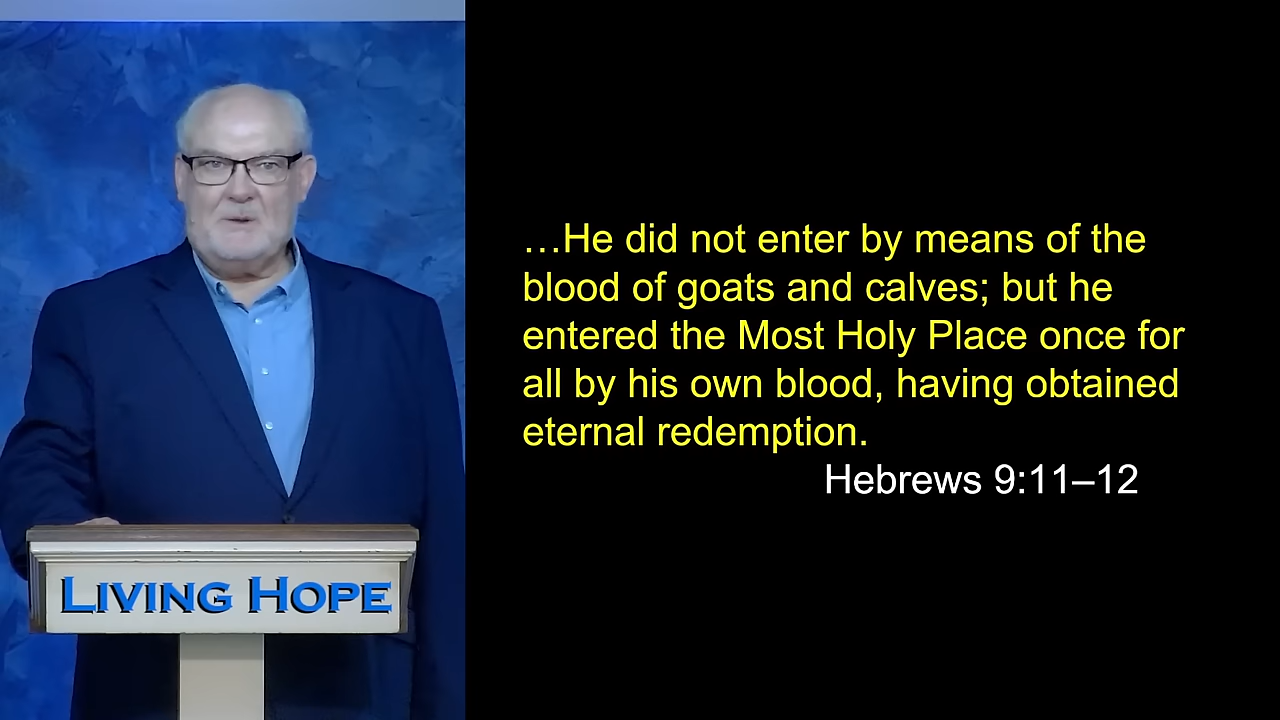 …He did not enter by means of the
blood of goats and calves; but he
entered the Most Holy Place once for
all by his own blood, having obtained
eternal redemption.
Hebrews 9:11–12
LIVING HOPE